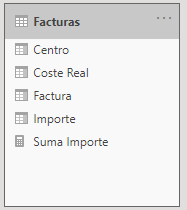 Facturas
Centro
Coste Real
Factura
Importe
Suma Importe